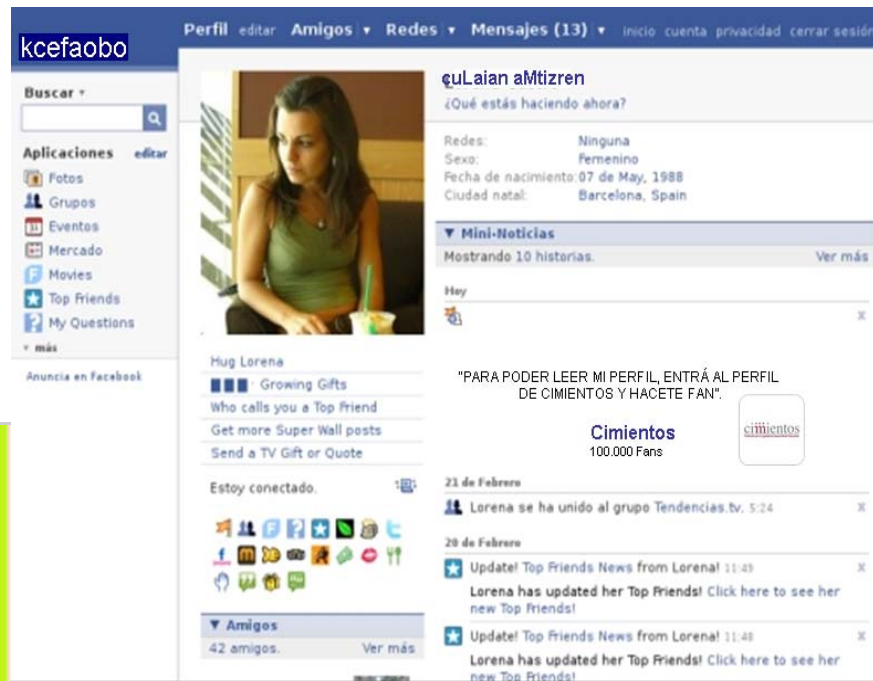 Perfil editar Amigos ▾ Redes ▾ Mensajes (13) ▾ inicio cuenta privacidad cerrar sesión
kcefaobo
Buscar ▾
Aplicaciones editar
Fotos
Grupos
Eventos
Mercado
Movies
Top Friends
My Questions
▾ más
Anuncia en Facebook
Hug Lorena
Growing Gifts
Who calls you a Top Friend
Get more Super Wall posts
Send a TV Gift or Quote
Estoy conectado.
▼ Amigos
42 amigos. Ver más
çuLaian aMtizren
¿Qué estás haciendo ahora?
Redes: Ninguna
Sexo: Femenino
Fecha de nacimiento: 07 de May, 1988
Ciudad natal: Barcelona, Spain
▼ Mini-Noticias
Mostrando 10 historias. Ver más
Hoy
x
"PARA PODER LEER MI PERFIL, ENTRÁ AL PERFIL
DE CIMIENTOS Y HACETE FAN".
Cimientos
100.000 Fans
cimientos
21 de Febrero
Lorena se ha unido al grupo Tendencias.tv. 5:24 x
20 de Febrero
Update! Top Friends News from Lorena! 11:49 x
Lorena has updated her Top Friends! Click here to see her
new Top Friends!
Update! Top Friends News from Lorena! 11:48 x
Lorena has updated her Top Friends! Click here to see her
new Top Friends!